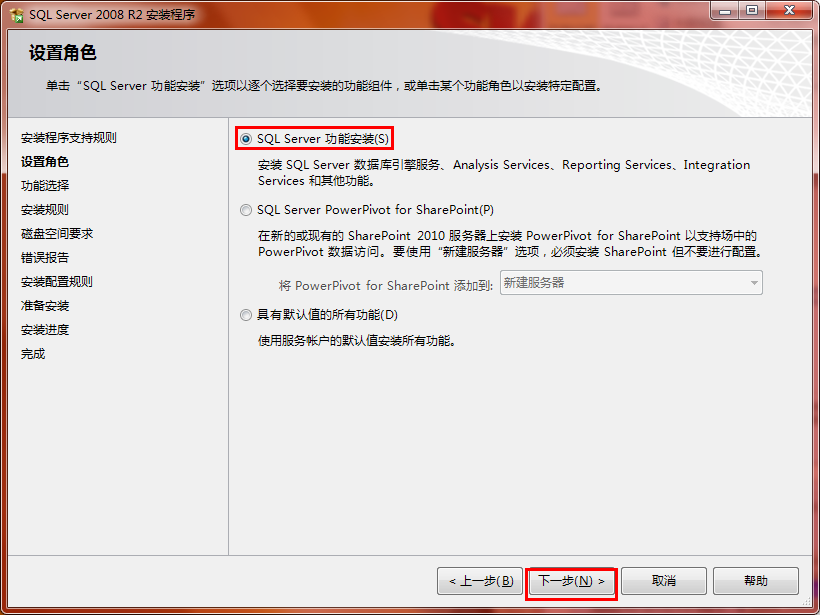 SQL Server 2008 R2 安装程序
设置角色
单击“SQL Server 功能安装”选项以逐个选择要安装的功能组件，或单击某个功能角色以安装特定配置。
安装程序支持规则
设置角色
功能选择
安装规则
磁盘空间要求
错误报告
安装配置规则
准备安装
安装进度
完成
SQL Server 功能安装(S)
安装 SQL Server 数据库引擎服务、Analysis Services、Reporting Services、Integration
Services 和其他功能。
SQL Server PowerPivot for SharePoint(P)
在新的或现有的 SharePoint 2010 服务器上安装 PowerPivot for SharePoint 以支持场中的
PowerPivot 数据访问。要使用“新建服务器”选项，必须安装 SharePoint 但不要进行配置。
将 PowerPivot for SharePoint 添加到: 新建服务器
具有默认值的所有功能(D)
使用服务帐户的默认值安装所有功能。
< 上一步(B) 下一步(N) > 取消 帮助